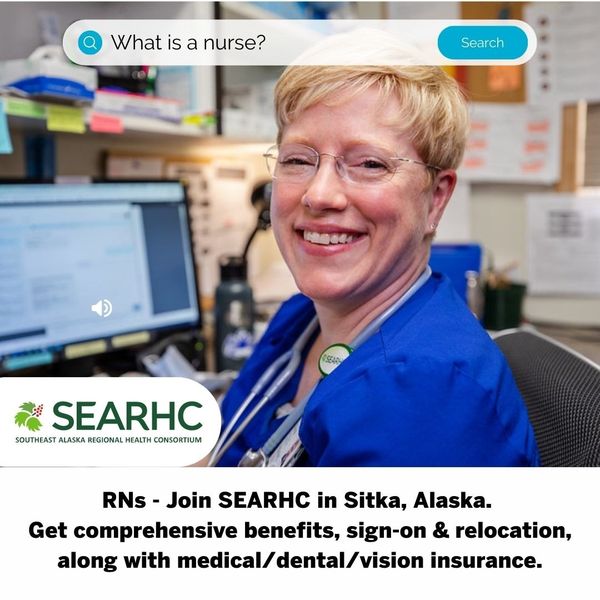 What is a nurse?
Search
SEARHC
SEARHC
SOUTHEAST ALASKA REGIONAL HEALTH CONSORTIUM
RNs - Join SEARHC in Sitka, Alaska.
Get comprehensive benefits, sign-on & relocation,
along with medical/dental/vision insurance.